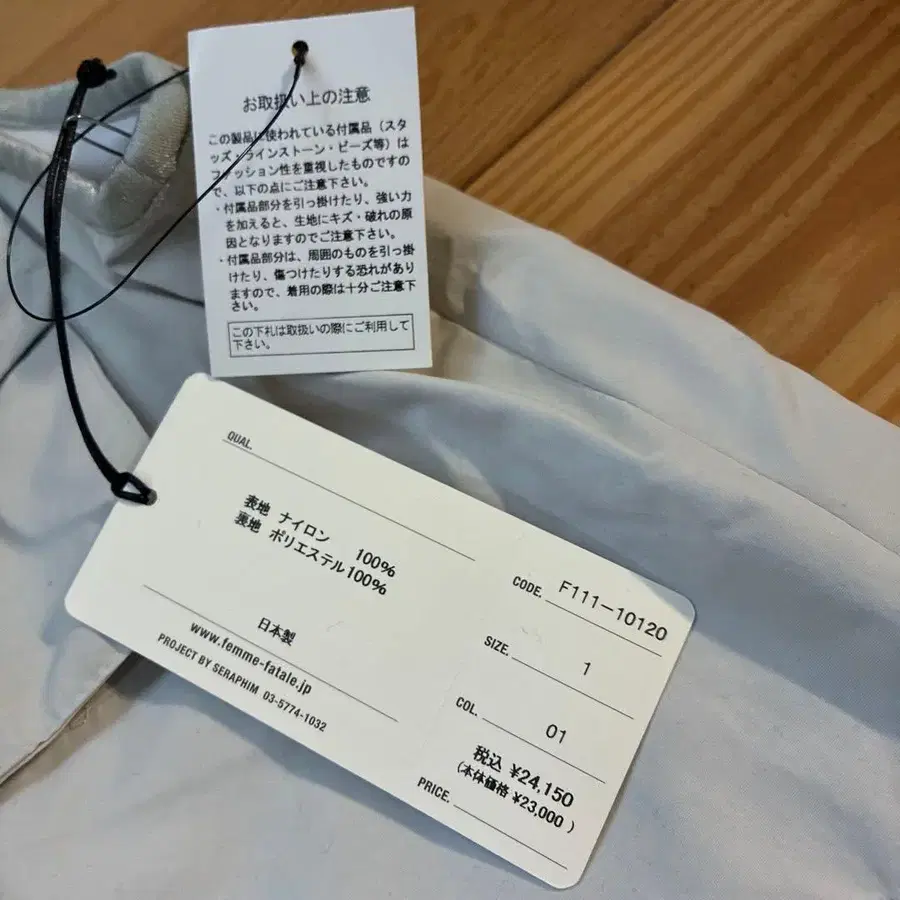 お取扱い上の注意
この製品に使われている付属品（スタ
ッズ・ラインストーン・ビーズ等）は
ファッション性を重視したものですの
で、以下の点にご注意下さい。
・付属品部分を引っ掛けたり、強い力
を加えると、生地にキズ・破れの原
因となりますのでご注意下さい。
・付属品部分は、周囲のものを引っ掛
けたり、傷つけたりする恐れがあり
ますので、着用の際は十分ご注意下
さい。
この下札は取扱いの際にご利用して
下さい。
QUAL.
表地 ナイロン 100%
裏地 ポリエステル100%
日本製
www.femme-fatale.jp
PROJECT BY SERAPHIM 03-5774-1032
CODE. F111-10120
SIZE. 1
COL. 01
税込 ¥24,150
(本体価格 ¥23,000 )
PRICE.